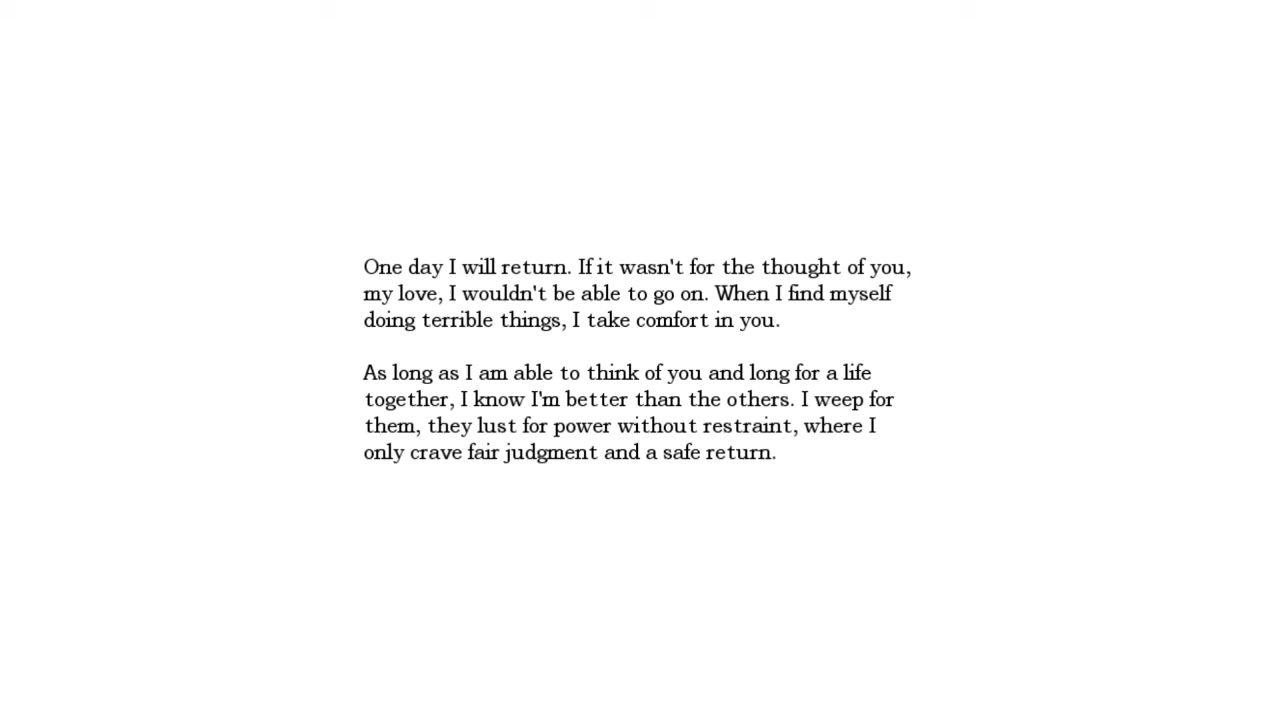 One day I will return. If it wasn't for the thought of you,
my love, I wouldn't be able to go on. When I find myself
doing terrible things, I take comfort in you.
As long as I am able to think of you and long for a life
together, I know I'm better than the others. I weep for
them, they lust for power without restraint, where I
only crave fair judgment and a safe return.